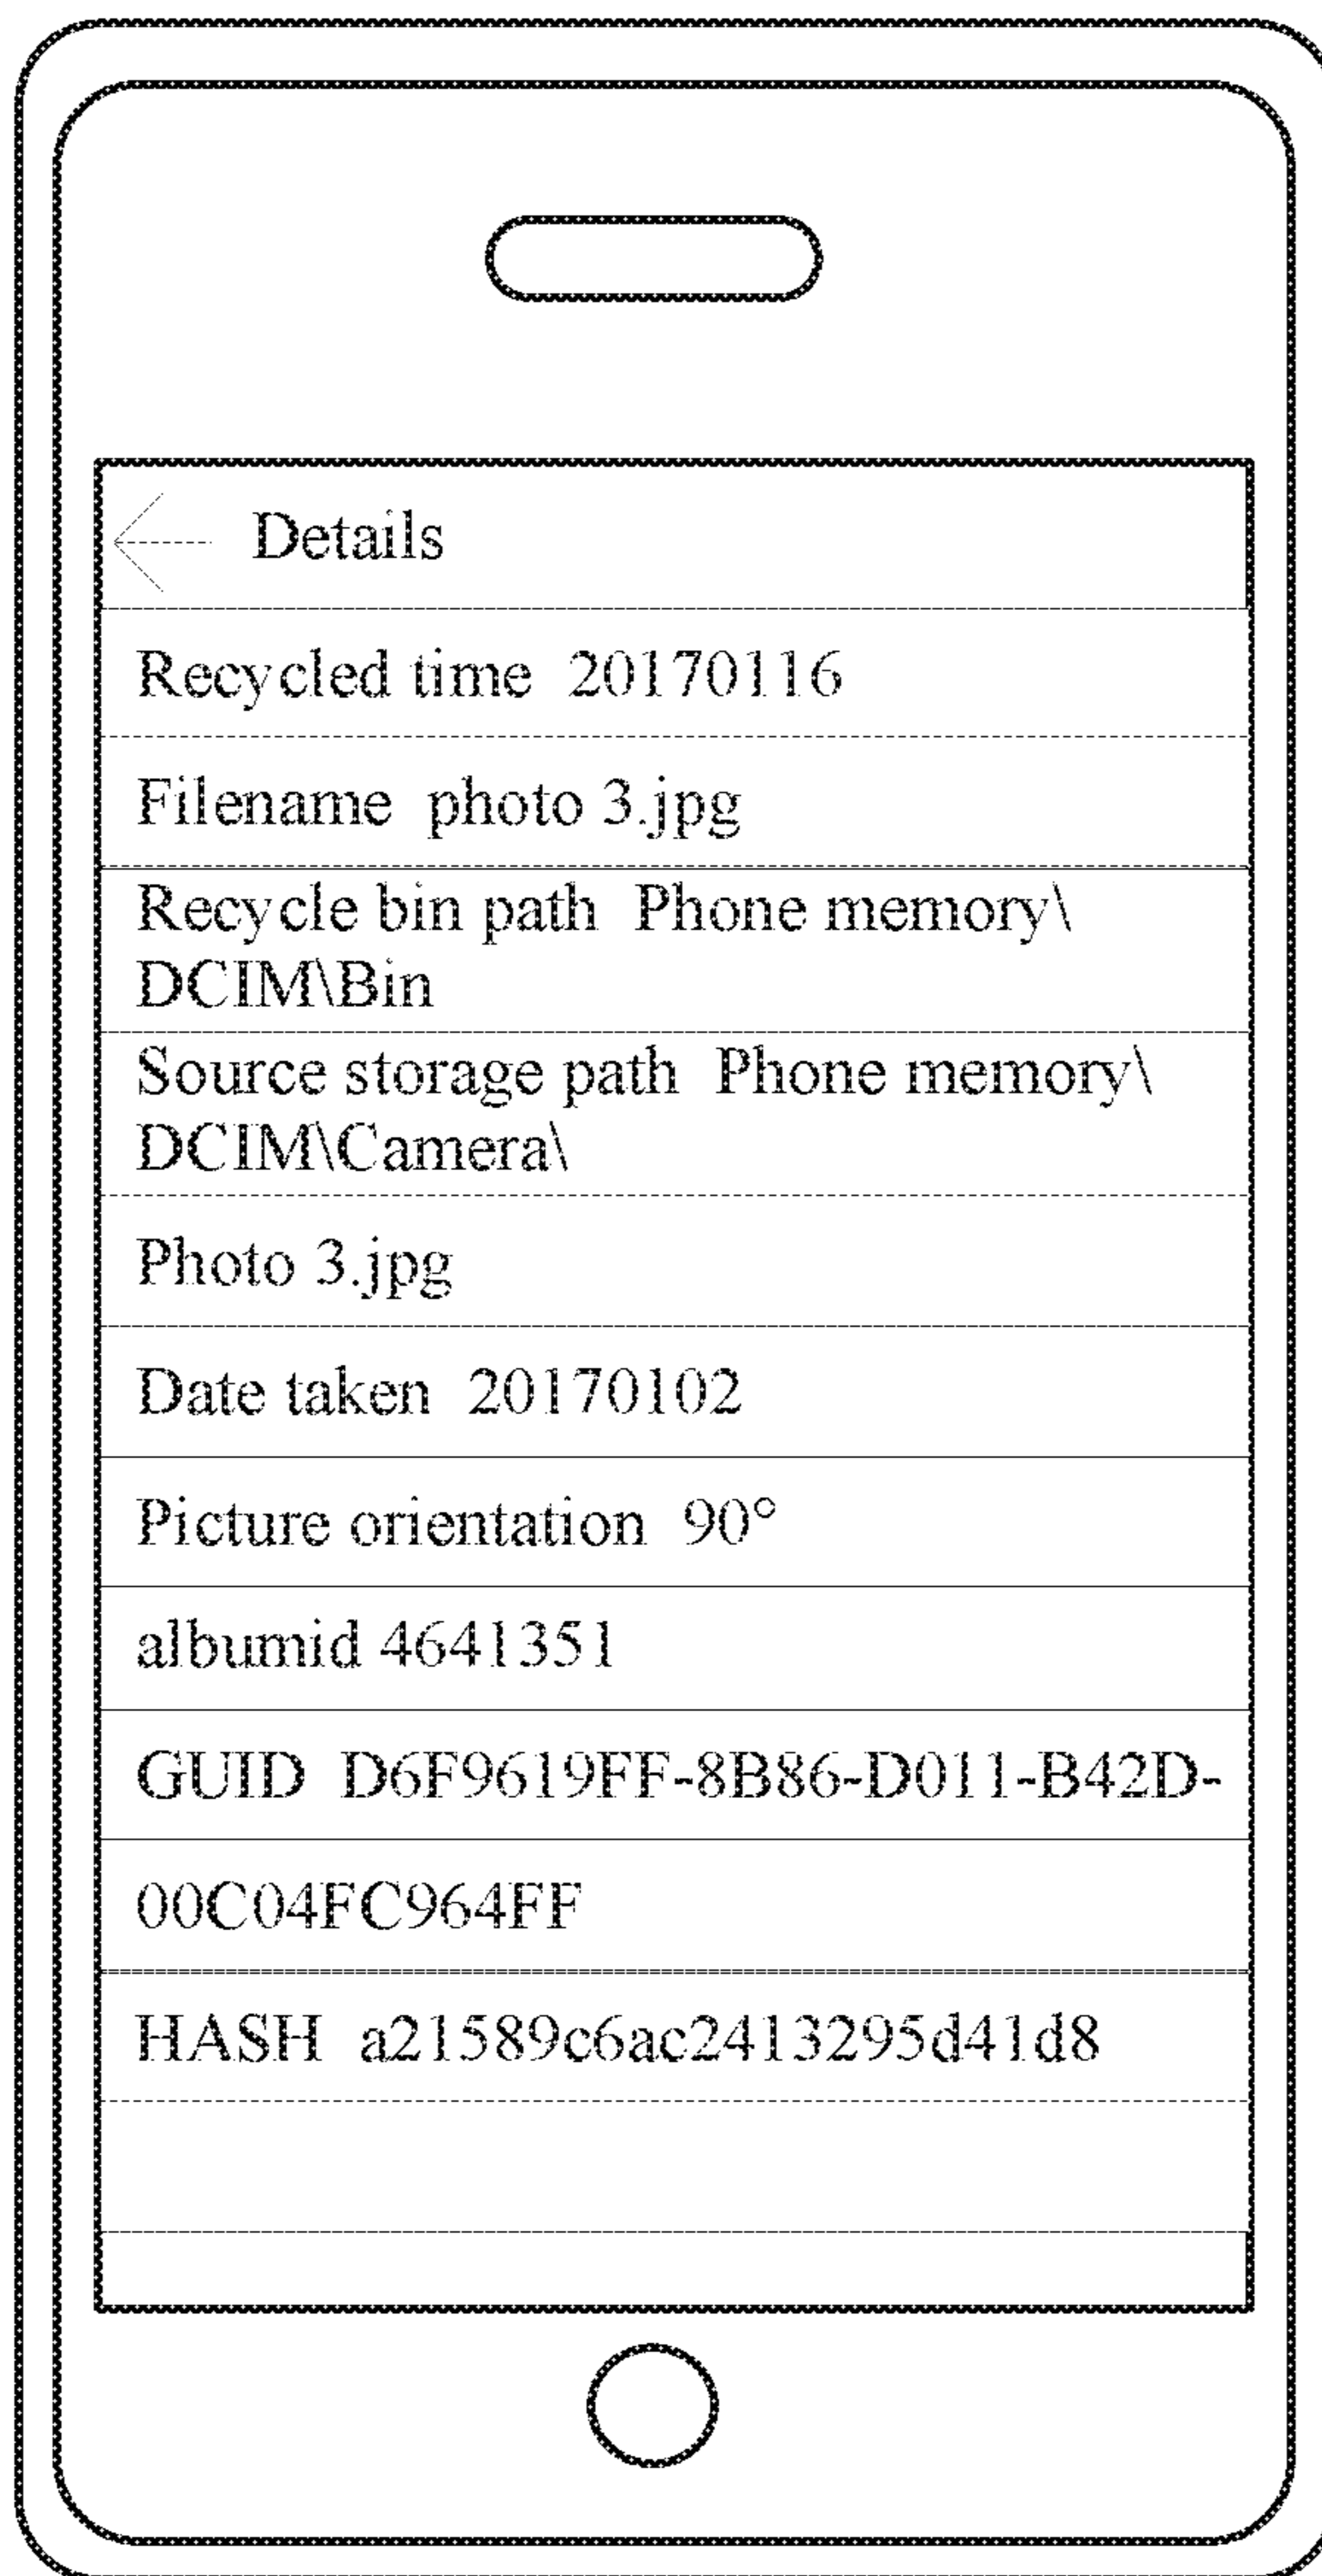 Details
Recycled time 20170116
Filename photo 3.jpg
Recycle bin path Phone memory\
DCIM\Bin
Source storage path Phone memory\
DCIM\Camera\
Photo 3.jpg
Date taken 20170102
Picture orientation 90°
albumid 4641351
GUID D6F9619FF-8B86-D011-B42D-
00C04FC964FF
HASH a21589c6ac2413295d41d8